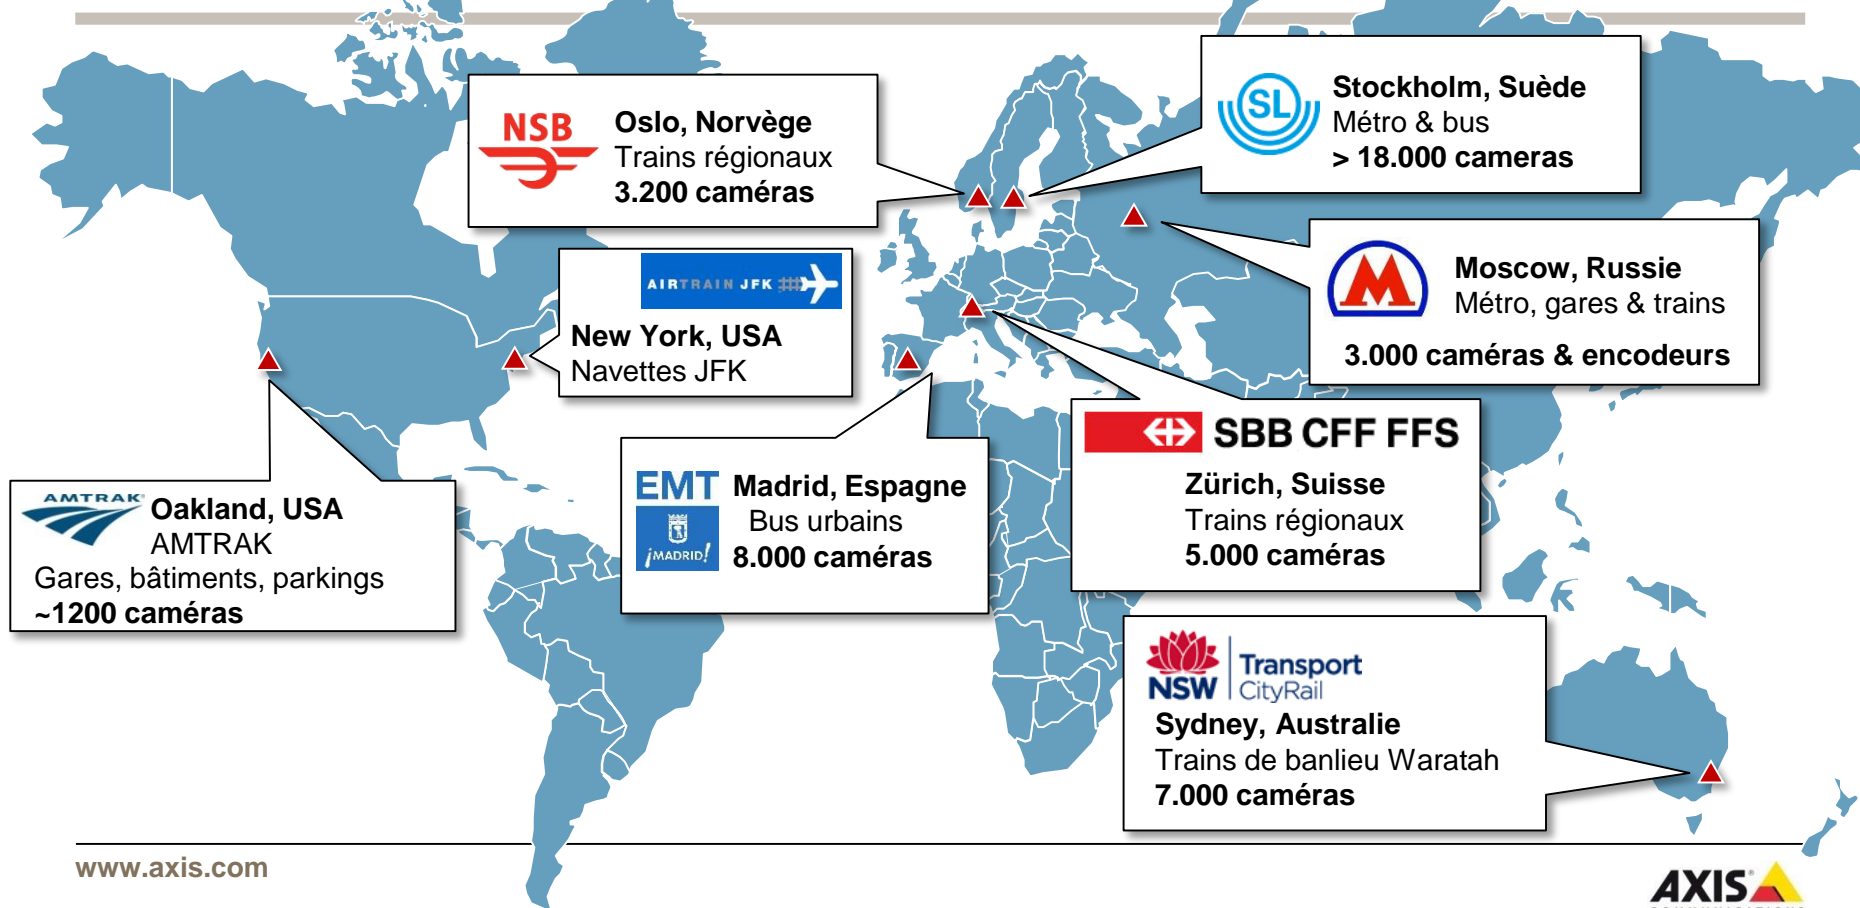 NSB
Oslo, Norvège
Trains régionaux
3.200 caméras
SL
Stockholm, Suède
Métro & bus
> 18.000 cameras
AIRTRAIN JFK
New York, USA
Navettes JFK
M
Moscow, Russie
Métro, gares & trains
3.000 caméras & encodeurs
AMTRAK
Oakland, USA
AMTRAK
Gares, bâtiments, parkings
~1200 caméras
EMT
¡MADRID!
Madrid, Espagne
Bus urbains
8.000 caméras
SBB CFF FFS
Zürich, Suisse
Trains régionaux
5.000 caméras
NSW
Transport
CityRail
Sydney, Australie
Trains de banlieu Waratah
7.000 caméras
www.axis.com
AXIS